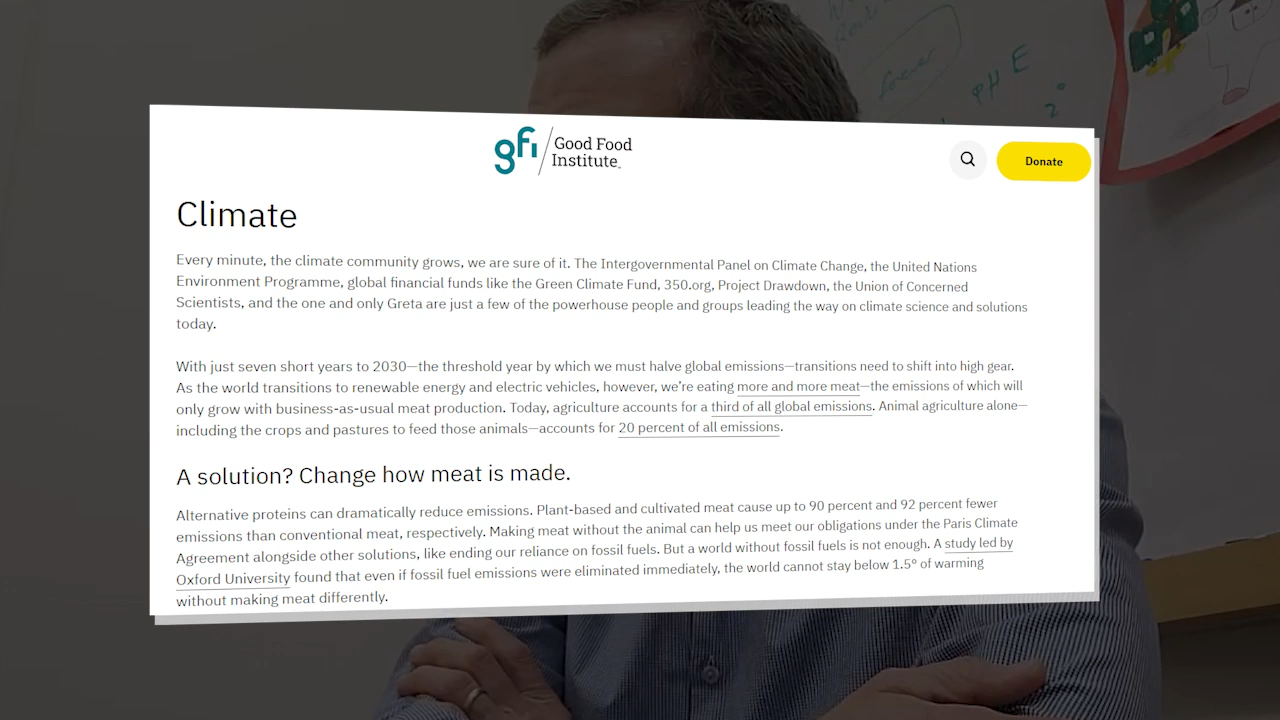 forever
PH E
2°
gfi Good Food
Institute™
Donate
Climate
Every minute, the climate community grows, we are sure of it. The Intergovernmental Panel on Climate Change, the United Nations
Environment Programme, global financial funds like the Green Climate Fund, 350.org, Project Drawdown, the Union of Concerned
Scientists, and the one and only Greta are just a few of the powerhouse people and groups leading the way on climate science and solutions
today.
With just seven short years to 2030—the threshold year by which we must halve global emissions—transitions need to shift into high gear.
As the world transitions to renewable energy and electric vehicles, however, we’re eating more and more meat—the emissions of which will
only grow with business-as-usual meat production. Today, agriculture accounts for a third of all global emissions. Animal agriculture alone—
including the crops and pastures to feed those animals—accounts for 20 percent of all emissions.
A solution? Change how meat is made.
Alternative proteins can dramatically reduce emissions. Plant-based and cultivated meat cause up to 90 percent and 92 percent fewer
emissions than conventional meat, respectively. Making meat without the animal can help us meet our obligations under the Paris Climate
Agreement alongside other solutions, like ending our reliance on fossil fuels. But a world without fossil fuels is not enough. A study led by
Oxford University found that even if fossil fuel emissions were eliminated immediately, the world cannot stay below 1.5° of warming
without making meat differently.